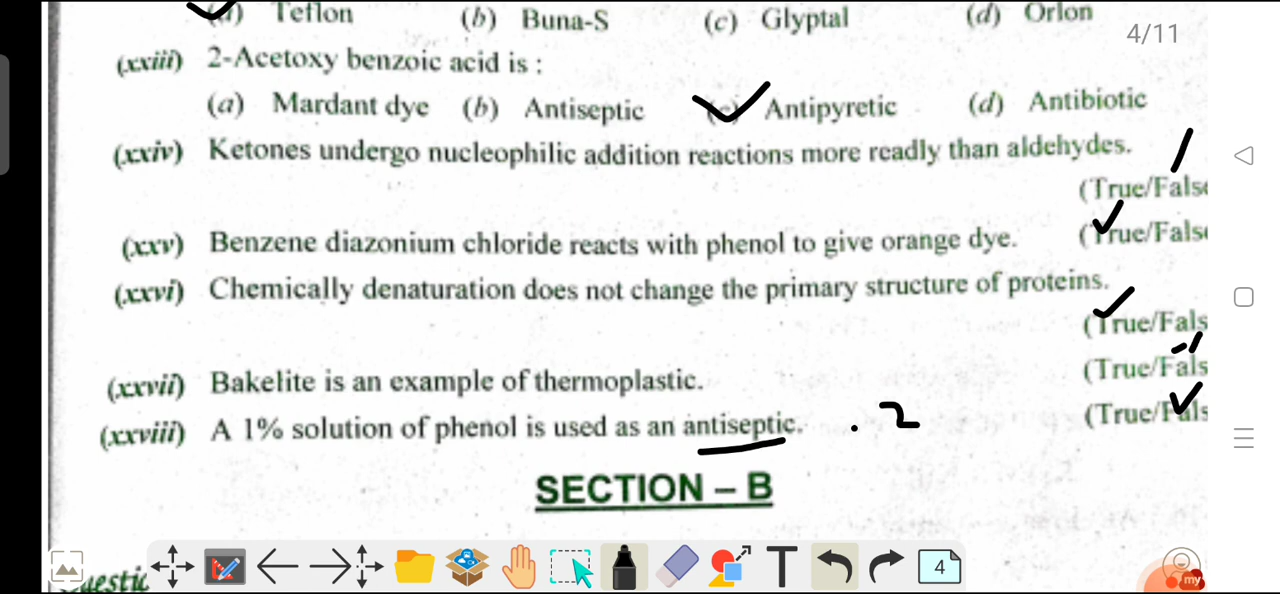 (a) Teflon (b) Buna-S (c) Glyptal (d) Orlon
4/11
(xxiii) 2-Acetoxy benzoic acid is :
(a) Mardant dye (b) Antiseptic (c) Antipyretic (d) Antibiotic
(xxiv) Ketones undergo nucleophilic addition reactions more readly than aldehydes.
(True/False
(xxv) Benzene diazonium chloride reacts with phenol to give orange dye. (True/False
(xxvi) Chemically denaturation does not change the primary structure of proteins.
(True/Fals
(xxvii) Bakelite is an example of thermoplastic. (True/Fals
(xxviii) A 1% solution of phenol is used as an antiseptic. . 2 (True/Fals
SECTION – B
T
4
my